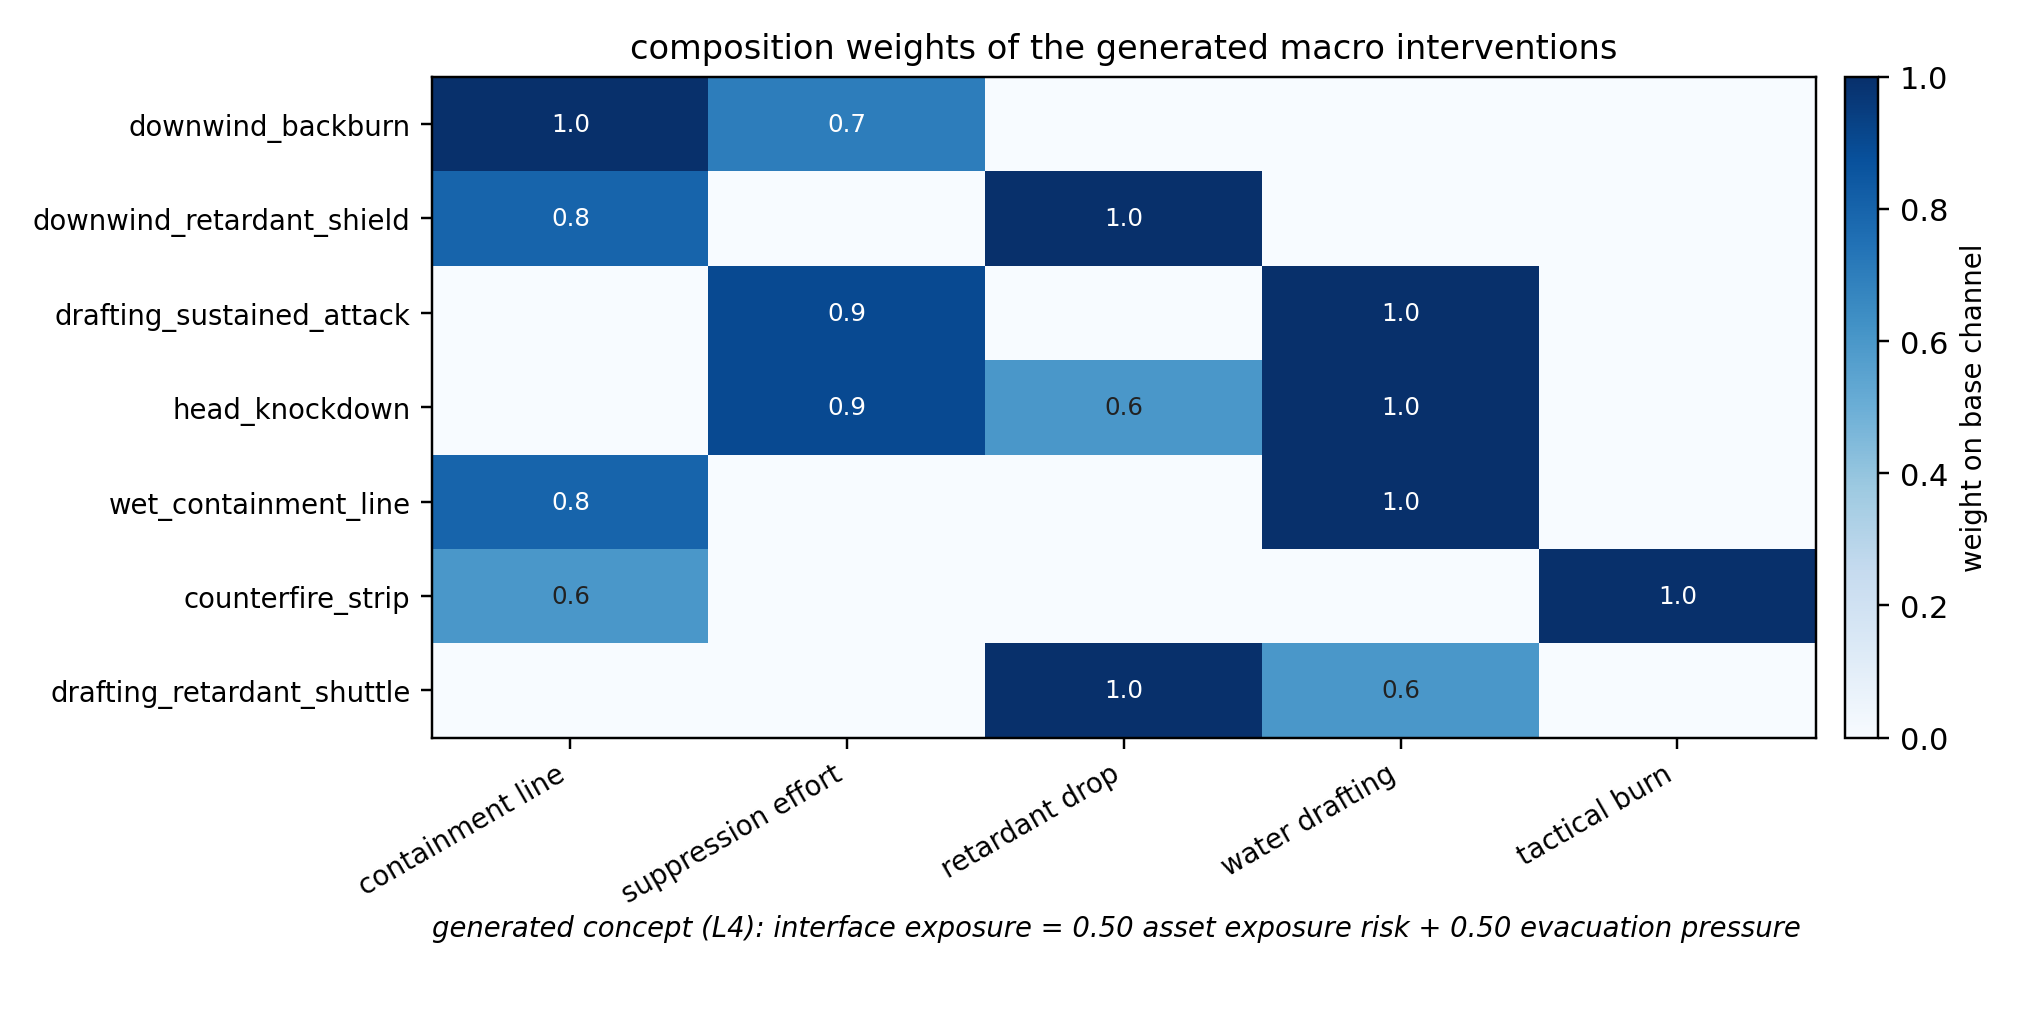 composition weights of the generated macro interventions
downwind_backburn 1.0 0.7
downwind_retardant_shield 0.8 1.0
drafting_sustained_attack 0.9 1.0
head_knockdown 0.9 0.6 1.0
wet_containment_line 0.8 1.0
counterfire_strip 0.6 1.0
drafting_retardant_shuttle 1.0 0.6
containment line
suppression effort
retardant drop
water drafting
tactical burn
1.0
0.8
0.6
0.4
0.2
0.0
weight on base channel
generated concept (L4): interface exposure = 0.50 asset exposure risk + 0.50 evacuation pressure